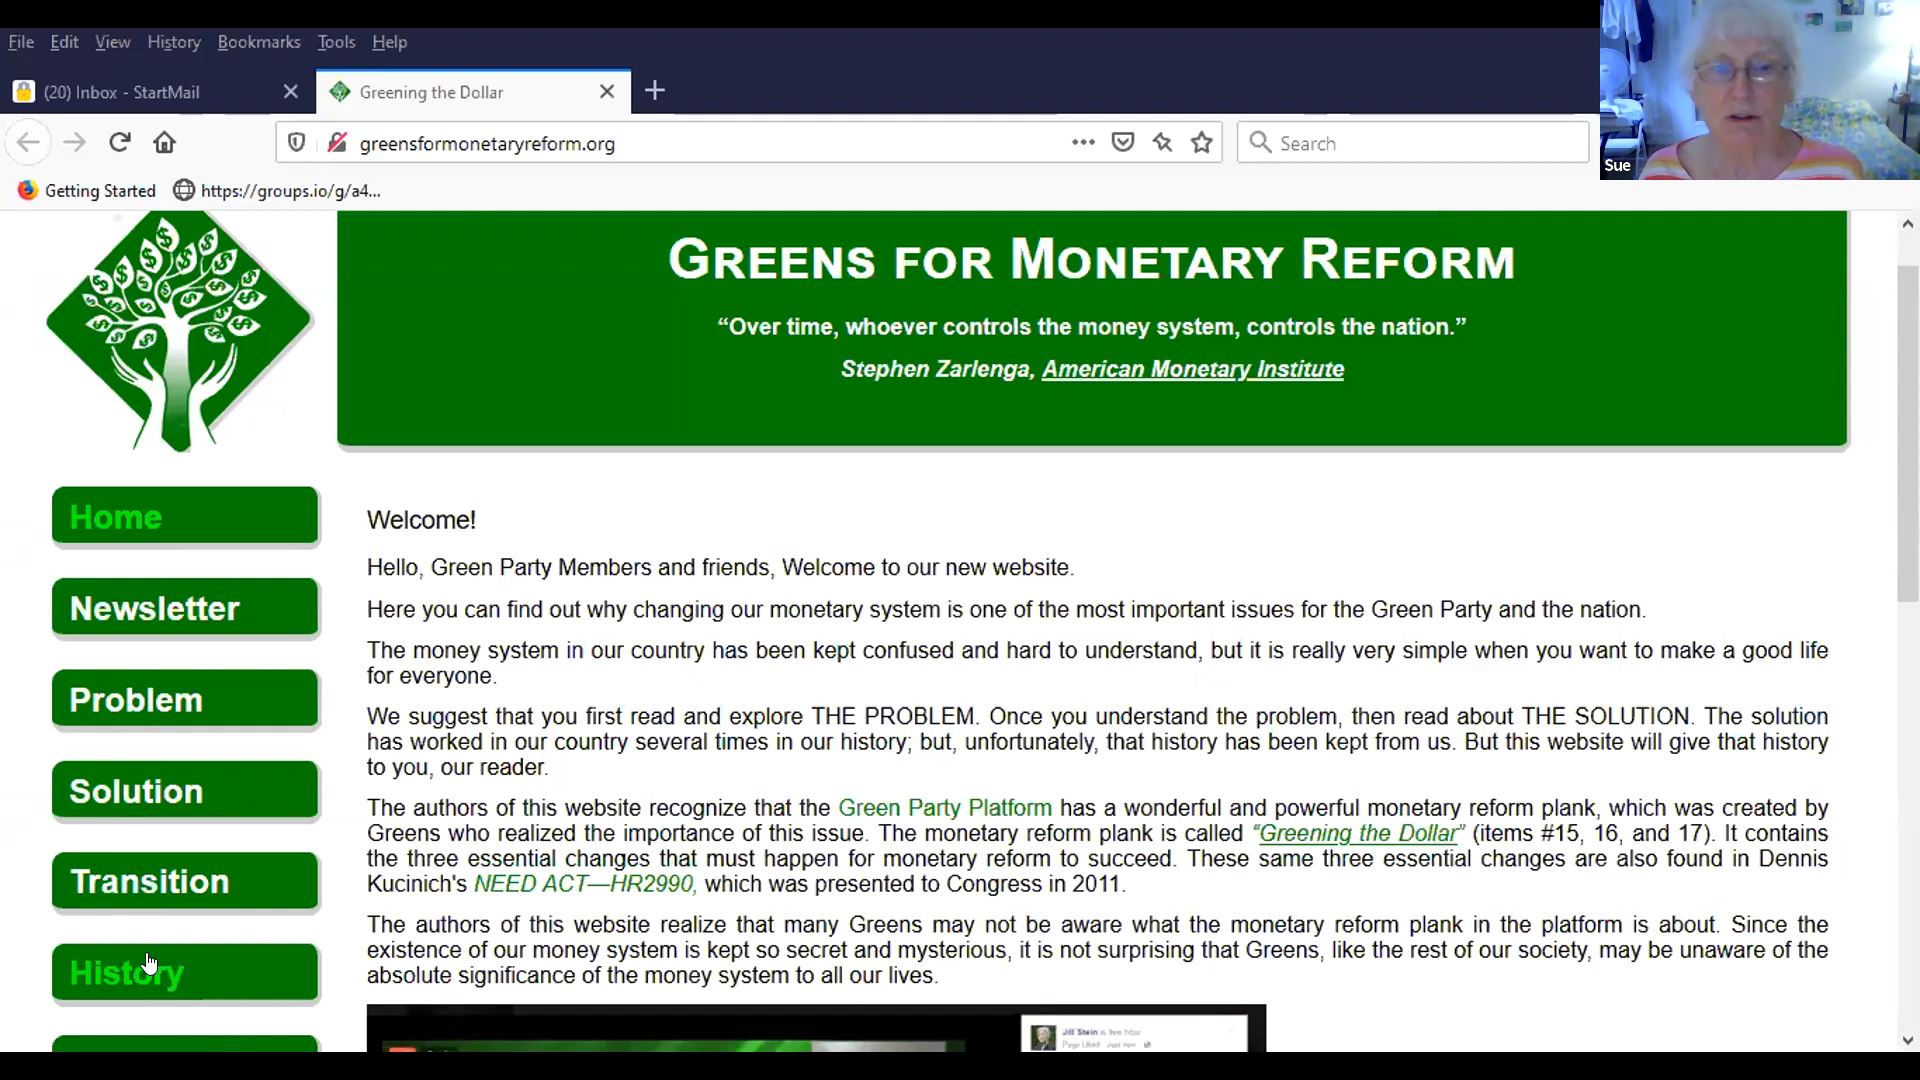 File Edit View History Bookmarks Tools Help
(20) Inbox - StartMail
Greening the Dollar
greensformonetaryreform.org
Search
Sue
Getting Started
https://groups.io/g/a4...
GREENS FOR MONETARY REFORM
“Over time, whoever controls the money system, controls the nation.”
Stephen Zarlenga, American Monetary Institute
Home
Newsletter
Problem
Solution
Transition
History
Welcome!
Hello, Green Party Members and friends, Welcome to our new website.
Here you can find out why changing our monetary system is one of the most important issues for the Green Party and the nation.
The money system in our country has been kept confused and hard to understand, but it is really very simple when you want to make a good life
for everyone.
We suggest that you first read and explore THE PROBLEM. Once you understand the problem, then read about THE SOLUTION. The solution
has worked in our country several times in our history; but, unfortunately, that history has been kept from us. But this website will give that history
to you, our reader.
The authors of this website recognize that the Green Party Platform has a wonderful and powerful monetary reform plank, which was created by
Greens who realized the importance of this issue. The monetary reform plank is called “Greening the Dollar” (items #15, 16, and 17). It contains
the three essential changes that must happen for monetary reform to succeed. These same three essential changes are also found in Dennis
Kucinich's NEED ACT—HR2990, which was presented to Congress in 2011.
The authors of this website realize that many Greens may not be aware what the monetary reform plank in the platform is about. Since the
existence of our money system is kept so secret and mysterious, it is not surprising that Greens, like the rest of our society, may be unaware of the
absolute significance of the money system to all our lives.
Jill Stein
Page Liked